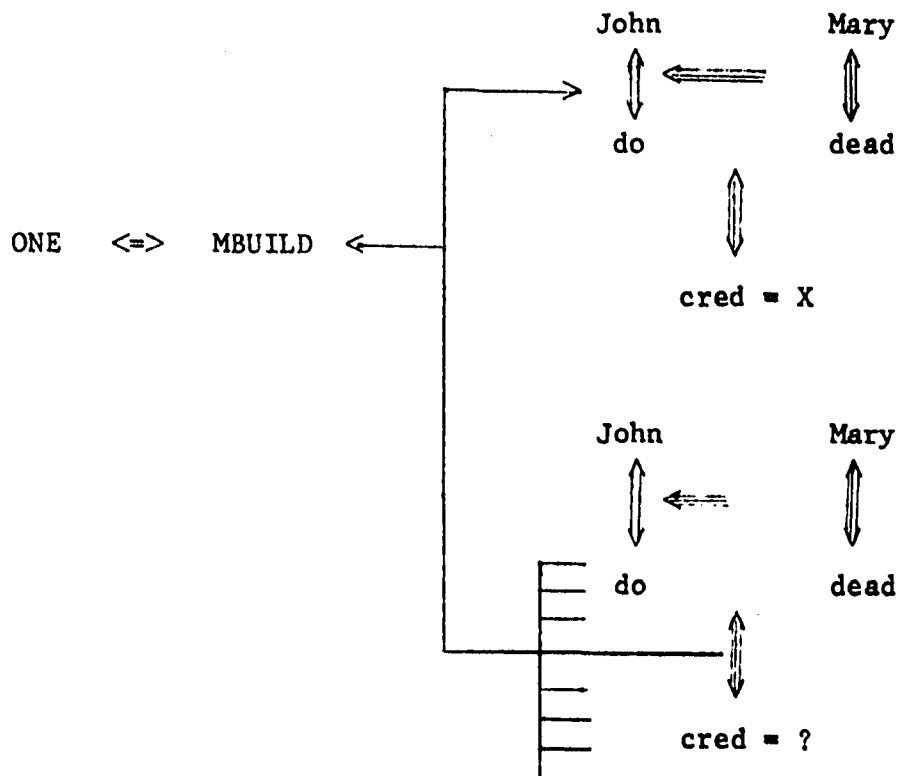 John Mary
do dead
ONE <=> MBUILD
cred = X
John Mary
do dead
cred = ?